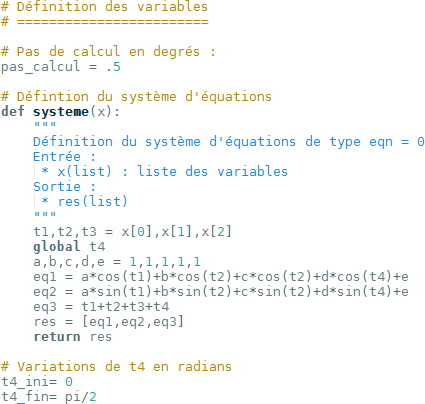 # Définition des variables
# ========================
# Pas de calcul en degrés :
pas_calcul = .5
# Défintion du système d'équations
def systeme(x):
"""
Définition du système d'équations de type eqn = 0
Entrée :
* x(list) : liste des variables
Sortie :
* res(list)
"""
t1,t2,t3 = x[0],x[1],x[2]
global t4
a,b,c,d,e = 1,1,1,1,1
eq1 = a*cos(t1)+b*cos(t2)+c*cos(t2)+d*cos(t4)+e
eq2 = a*sin(t1)+b*sin(t2)+c*sin(t2)+d*sin(t4)+e
eq3 = t1+t2+t3+t4
res = [eq1,eq2,eq3]
return res
# Variations de t4 en radians
t4_ini= 0
t4_fin= pi/2